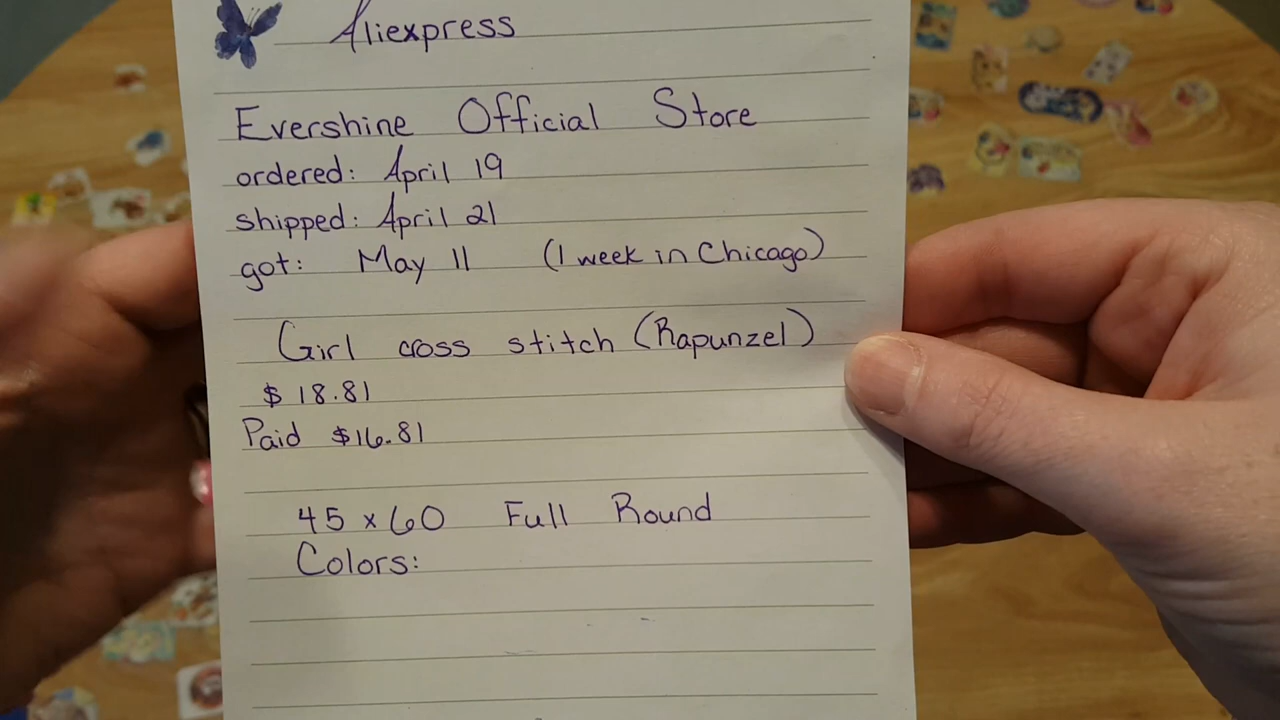 Aliexpress
Evershine Official Store
ordered: April 19
shipped: April 21
got: May 11 (1 week in Chicago)
Girl cross stitch (Rapunzel)
$ 18.81
Paid $16.81
45 x 60 Full Round
Colors: